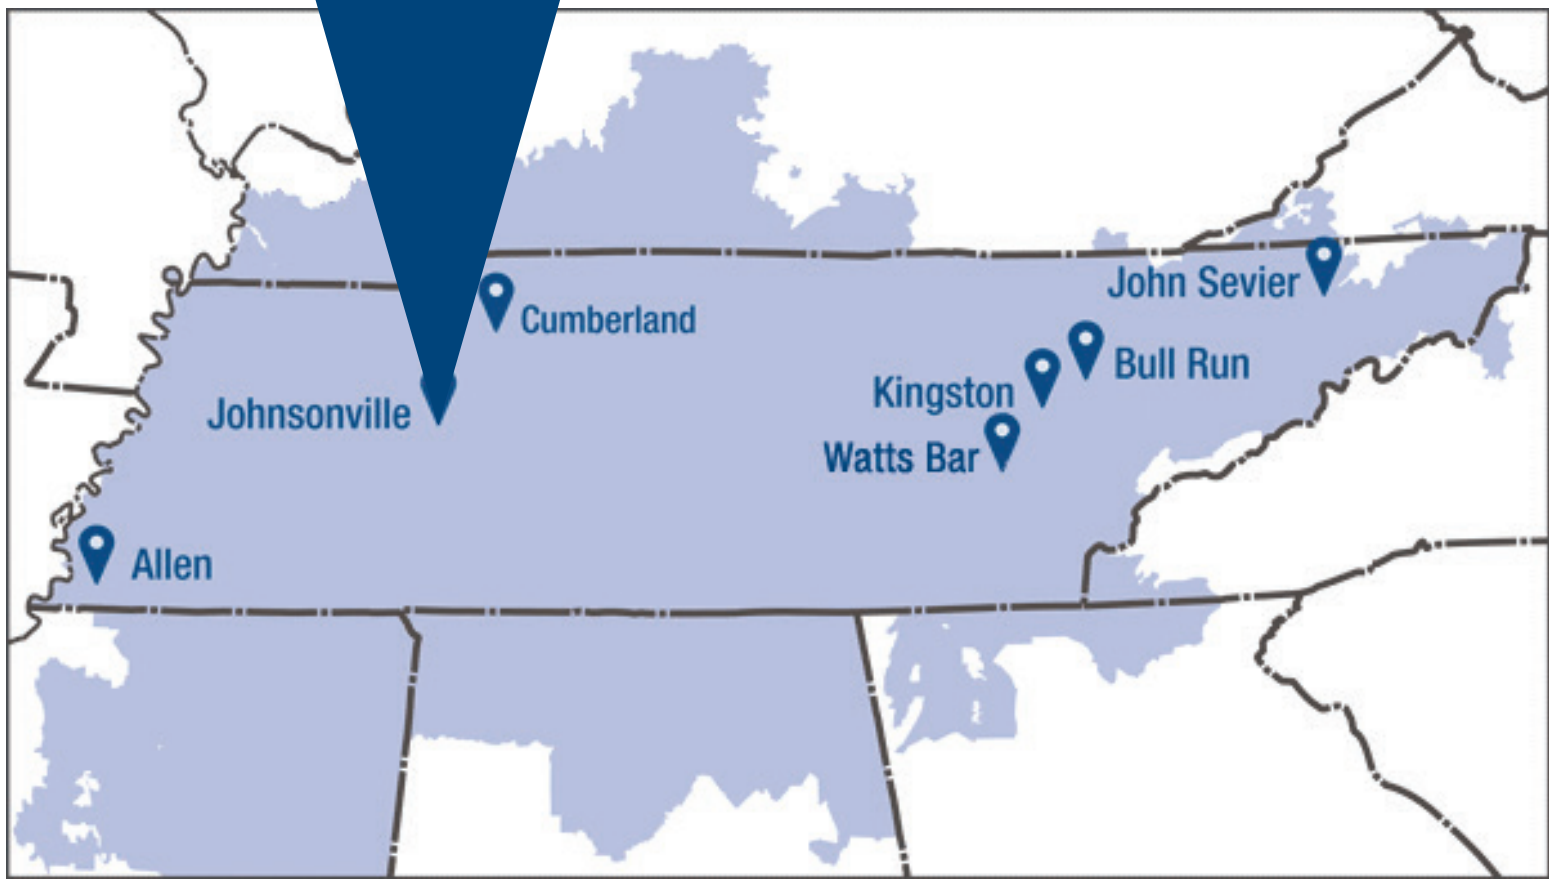 John Sevier
Cumberland
Bull Run
Kingston
Johnsonville
Watts Bar
Allen